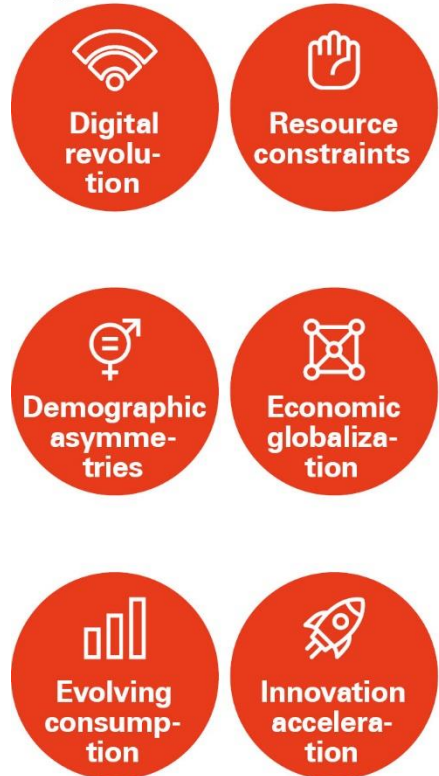 Digital
revolu-
tion
Resource
constraints
Demographic
asymme-
tries
Economic
globaliza-
tion
Evolving
consump-
tion
Innovation
accelera-
tion